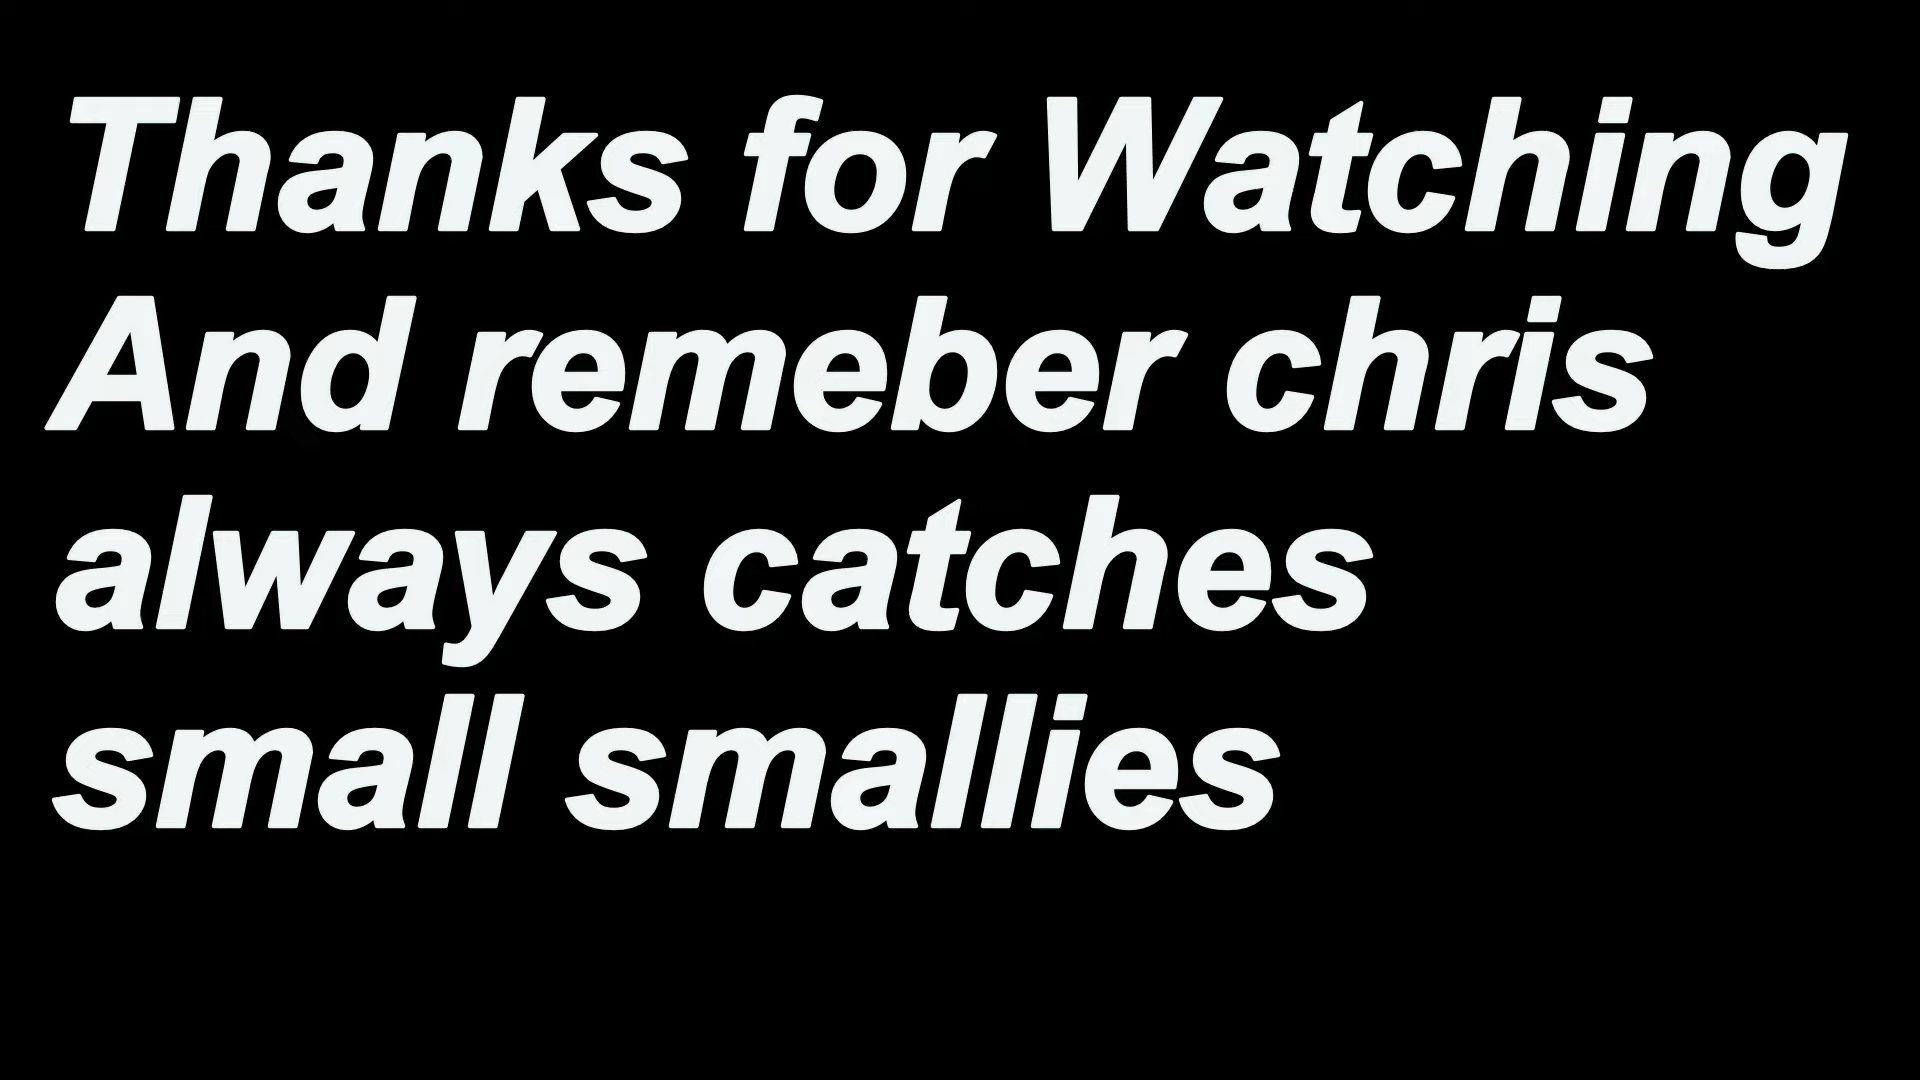 Thanks for Watching
And remeber chris
always catches
small smallies